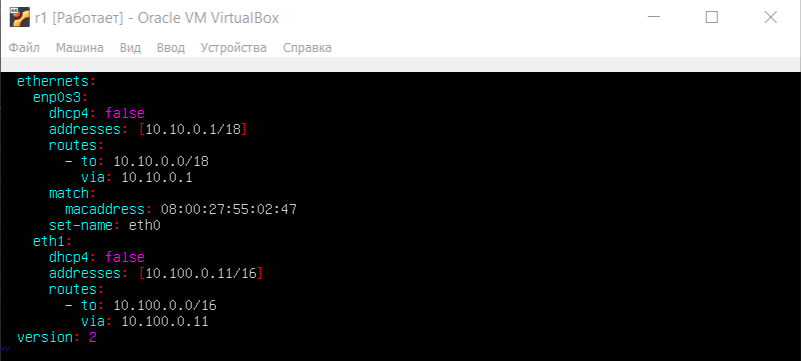 r1 [Работает] - Oracle VM VirtualBox
Файл Машина Вид Ввод Устройства Справка
ethernets:
  enp0s3:
    dhcp4: false
    addresses: [10.10.0.1/18]
    routes:
      - to: 10.10.0.0/18
        via: 10.10.0.1
    match:
      macaddress: 08:00:27:55:02:47
    set-name: eth0
  eth1:
    dhcp4: false
    addresses: [10.100.0.11/16]
    routes:
      - to: 10.100.0.0/16
        via: 10.100.0.11
version: 2
~